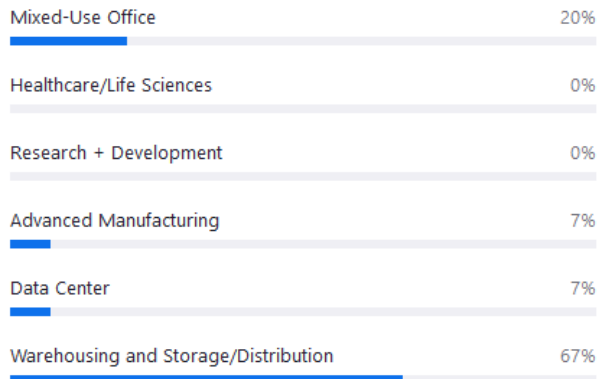 Mixed-Use Office 20%
Healthcare/Life Sciences 0%
Research + Development 0%
Advanced Manufacturing 7%
Data Center 7%
Warehousing and Storage/Distribution 67%